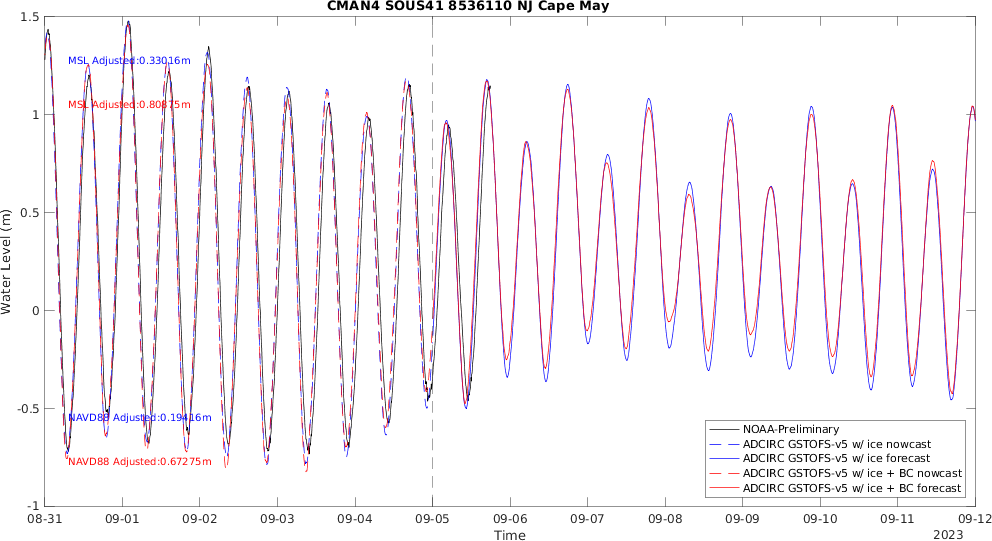 CMAN4 SOUS41 8536110 NJ Cape May
Water Level (m)
1.5
1
0.5
0
-0.5
-1
MSL Adjusted:0.33016m
MSL Adjusted:0.80875m
NAVD88 Adjusted:0.19416m
NAVD88 Adjusted:0.67275m
NOAA-Preliminary
ADCIRC GSTOFS-v5 w/ ice nowcast
ADCIRC GSTOFS-v5 w/ ice forecast
ADCIRC GSTOFS-v5 w/ ice + BC nowcast
ADCIRC GSTOFS-v5 w/ ice + BC forecast
08-31 09-01 09-02 09-03 09-04 09-05 09-06 09-07 09-08 09-09 09-10 09-11 09-12
Time
2023